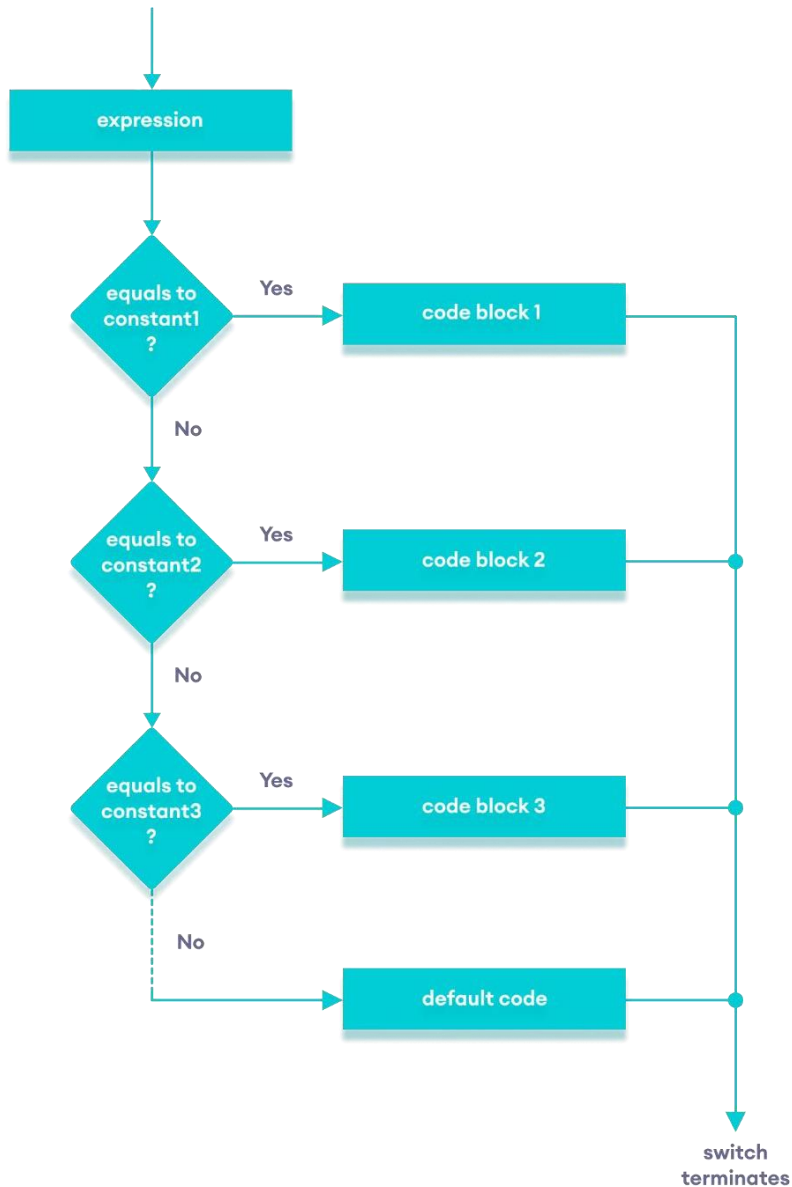 expression
equals to
constant1
?
Yes
code block 1
No
equals to
constant2
?
Yes
code block 2
No
equals to
constant3
?
Yes
code block 3
No
default code
switch
terminates